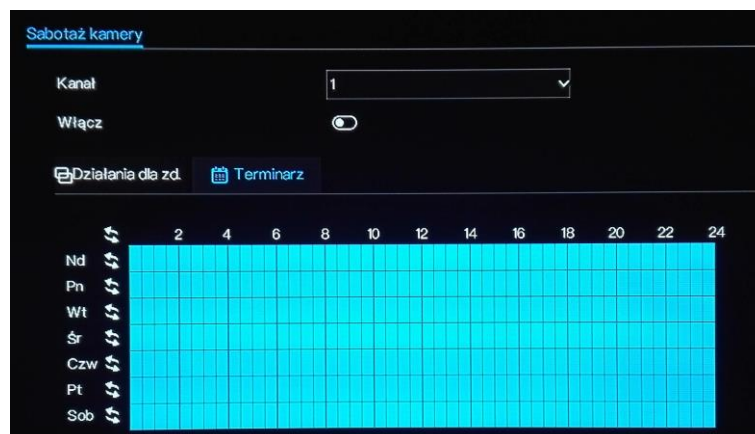 Sabotaż kamery
Kanał 1
Włącz
Działania dla zd. Terminarz
2 4 6 8 10 12 14 16 18 20 22 24
Nd
Pn
Wt
Śr
Czw
Pt
Sob